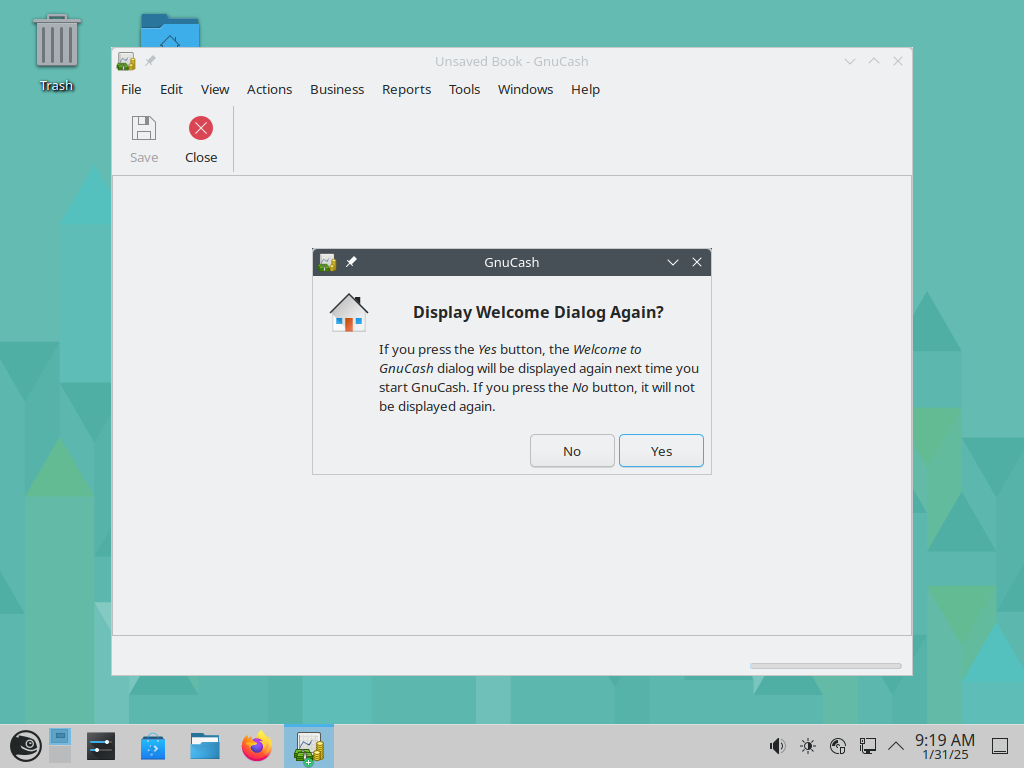 Trash
Unsaved Book - GnuCash
File Edit View Actions Business Reports Tools Windows Help
Save Close
GnuCash
Display Welcome Dialog Again?
If you press the Yes button, the Welcome to
GnuCash dialog will be displayed again next time you
start GnuCash. If you press the No button, it will not
be displayed again.
No Yes
9:19 AM
1/31/25